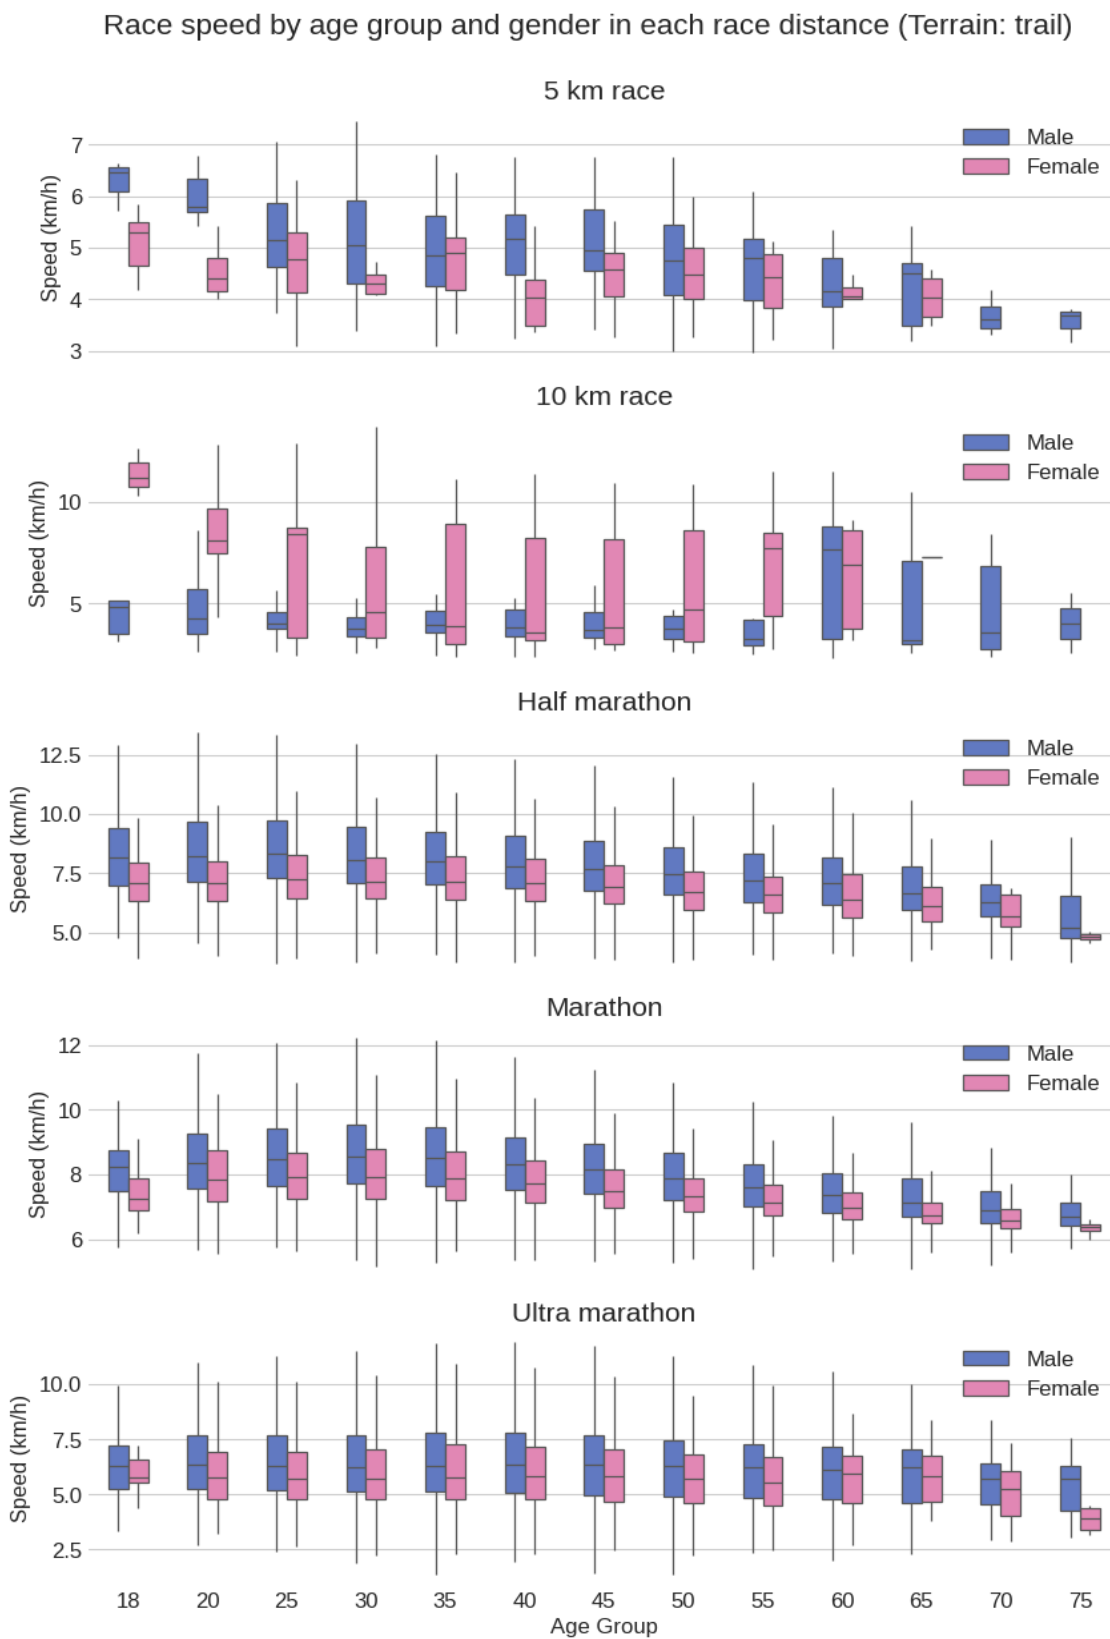 Race speed by age group and gender in each race distance (Terrain: trail)
5 km race
Speed (km/h)
7
6
5
4
3
Male
Female
10 km race
Speed (km/h)
10
5
Male
Female
Half marathon
Speed (km/h)
12.5
10.0
7.5
5.0
Male
Female
Marathon
Speed (km/h)
12
10
8
6
Male
Female
Ultra marathon
Speed (km/h)
10.0
7.5
5.0
2.5
Male
Female
18 20 25 30 35 40 45 50 55 60 65 70 75
Age Group